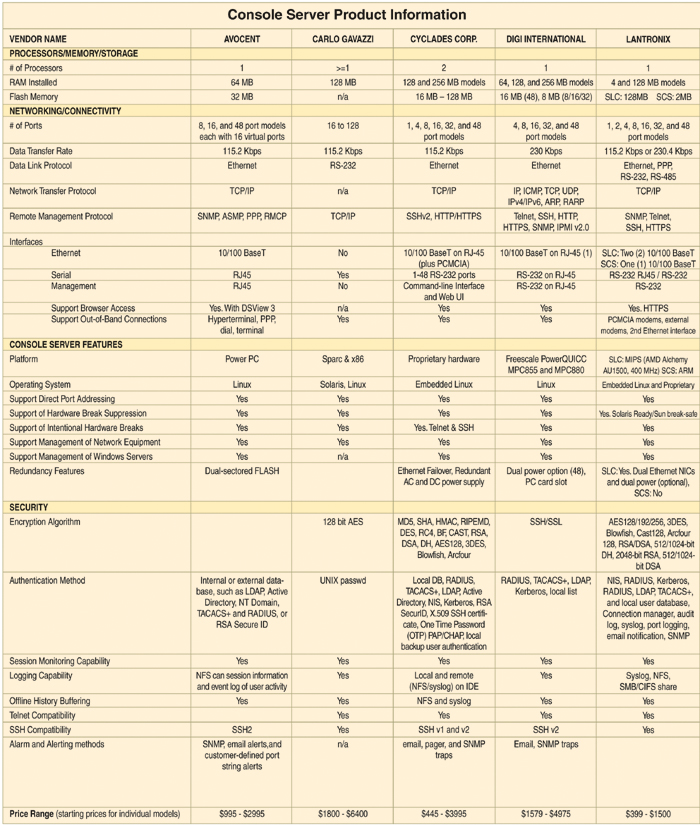 Console Server Product Information
VENDOR NAME AVOCENT CARLO GAVAZZI CYCLADES CORP. DIGI INTERNATIONAL LANTRONIX
PROCESSORS/MEMORY/STORAGE
# of Processors 1 >=1 2 1 1
RAM Installed 64 MB 128 MB 128 and 256 MB models 64, 128, and 256 MB models 4 and 128 MB models
Flash Memory 32 MB n/a 16 MB – 128 MB 16 MB (48), 8 MB (8/16/32) SLC: 128MB SCS: 2MB
NETWORKING/CONNECTIVITY
# of Ports 8, 16, and 48 port models 16 to 128 1, 4, 8, 16, 32, and 48 4, 8, 16, 32, and 1, 2, 4, 8, 16, 32, and 48
each with 16 virtual ports port models port models port models
Data Transfer Rate 115.2 Kbps 115.2 Kbps 115.2 Kbps 230 Kbps 115.2 Kbps or 230.4 Kbps
Data Link Protocol Ethernet RS-232 Ethernet Ethernet Ethernet, PPP,
RS-232, RS-485
Network Transfer Protocol TCP/IP n/a TCP/IP IP, ICMP, TCP, UDP, TCP/IP
IPv4/IPv6, ARP, RARP
Remote Management Protocol SNMP, ASMP, PPP, RMCP TCP/IP SSHv2, HTTP/HTTPS Telnet, SSH, HTTP, SNMP, Telnet,
HTTPS, SNMP, IPMI v2.0 SSH, HTTPS
Interfaces
Ethernet 10/100 BaseT No 10/100 BaseT on RJ-45 10/100 BaseT on RJ-45 (1) SLC: Two (2) 10/100 BaseT
(plus PCMCIA) SCS: One (1) 10/100 BaseT
Serial RJ45 Yes 1-48 RS-232 ports RS-232 on RJ-45 RS-232 RJ45 / RS-232
Management RJ45 No Command-line Interface RS-232 on RJ-45 RS-232
and Web UI
Support Browser Access Yes. With DSView 3 n/a Yes Yes Yes. HTTPS
Support Out-of-Band Connections Hyperterminal, PPP, Yes Yes Yes PCMCIA modems, external
dial, terminal modems, 2nd Ethernet interface
CONSOLE SERVER FEATURES
Platform Power PC Sparc & x86 Proprietary hardware Freescale PowerQUICC SLC: MIPS (AMD Alchemy
MPC855 and MPC880 AU1500, 400 MHz) SCS: ARM
Operating System Linux Solaris, Linux Embedded Linux Linux Embedded Linux and Proprietary
Support Direct Port Addressing Yes Yes Yes Yes Yes
Support of Hardware Break Suppression Yes Yes Yes Yes Yes. Solaris Ready/Sun break-safe
Support of Intentional Hardware Breaks Yes Yes Yes. Telnet & SSH Yes Yes
Support Management of Network Equipment Yes Yes Yes Yes Yes
Support Management of Windows Servers Yes n/a Yes Yes Yes
Redundancy Features Dual-sectored FLASH Ethernet Failover, Redundant Dual power option (48), SLC: Yes. Dual Ethernet NICs
AC and DC power supply PC card slot and dual power (optional),
SCS: No
SECURITY
Encryption Algorithm 128 bit AES MD5, SHA, HMAC, RIPEMD, SSH/SSL AES128/192/256, 3DES,
DES, RC4, BF, CAST, RSA, Blowfish, Cast128, Arcfour
DSA, DH, AES128, 3DES, 128, RSA/DSA, 512/1024-bit
Blowfish, Arcfour DH, 2048-bit RSA, 512/1024-
bit DSA
Authentication Method Internal or external data- UNIX passwd Local DB, RADIUS, RADIUS, TACACS+, LDAP, NIS, RADIUS, Kerberos,
base, such as LDAP, Active TACACS+, LDAP, Active Kerberos, local list RADIUS, LDAP, TACACS+,
Directory, NT Domain, Directory, NIS, Kerberos, RSA and local user database,
TACACS+ and RADIUS, or SecurID, X.509 SSH certifi- Connection manager, audit
RSA Secure ID cate, One Time Password log, syslog, port logging,
(OTP) PAP/CHAP, local email notification, SNMP
backup user authentication
Session Monitoring Capability Yes Yes Yes Yes Yes
Logging Capability NFS can session information Yes Local and remote Yes Syslog, NFS,
and event log of user activity (NFS/syslog) on IDE SMB/CIFS share
Offline History Buffering Yes Yes NFS and syslog Yes Yes
Telnet Compatibility Yes Yes Yes Yes
SSH Compatibility SSH2 Yes SSH v1 and v2 SSH v2 Yes
Alarm and Alerting methods SNMP, email alerts,and n/a email, pager, and SNMP Email, SNMP traps
customer-defined port traps
string alerts
Price Range (starting prices for individual models) $995 - $2995 $1800 - $6400 $445 - $3995 $1579 - $4975 $399 - $1500